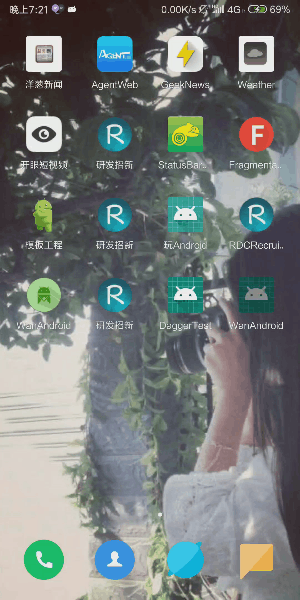 晚上7:21 0.00K/s 4G 69%
洋葱新闻 AgentWeb GeekNews Weather
开眼短视频 研发招新 StatusBar.. Fragmenta..
模板工程 研发招新 玩Android RDCRecrui..
WanAndroid 研发招新 DaggerTest WanAndroid